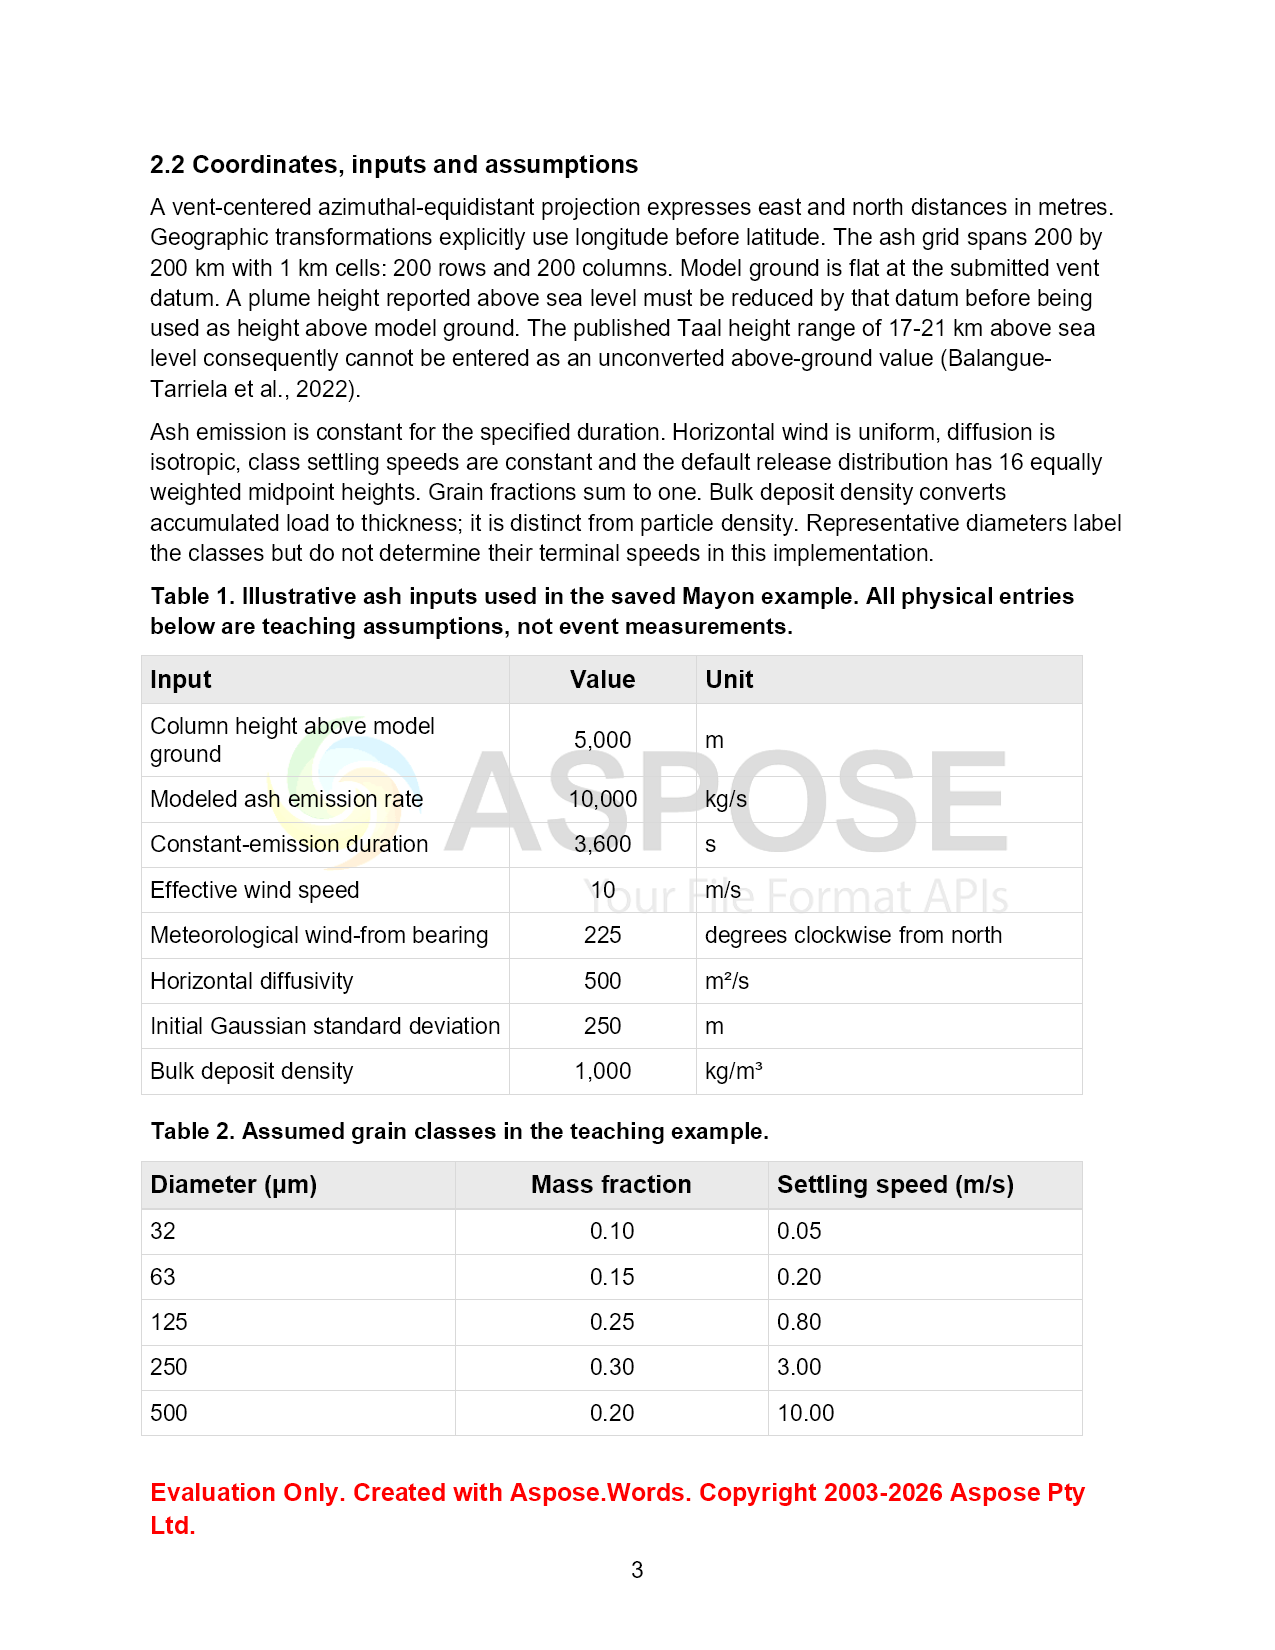 2.2 Coordinates, inputs and assumptions
A vent-centered azimuthal-equidistant projection expresses east and north distances in metres.
Geographic transformations explicitly use longitude before latitude. The ash grid spans 200 by
200 km with 1 km cells: 200 rows and 200 columns. Model ground is flat at the submitted vent
datum. A plume height reported above sea level must be reduced by that datum before being
used as height above model ground. The published Taal height range of 17-21 km above sea
level consequently cannot be entered as an unconverted above-ground value (Balangue-
Tarriela et al., 2022).
Ash emission is constant for the specified duration. Horizontal wind is uniform, diffusion is
isotropic, class settling speeds are constant and the default release distribution has 16 equally
weighted midpoint heights. Grain fractions sum to one. Bulk deposit density converts
accumulated load to thickness; it is distinct from particle density. Representative diameters label
the classes but do not determine their terminal speeds in this implementation.
Table 1. Illustrative ash inputs used in the saved Mayon example. All physical entries
below are teaching assumptions, not event measurements.
Input Value Unit
Column height above model
ground 5,000 m
Modeled ash emission rate 10,000 kg/s
Constant-emission duration 3,600 s
Effective wind speed 10 m/s
Meteorological wind-from bearing 225 degrees clockwise from north
Horizontal diffusivity 500 m²/s
Initial Gaussian standard deviation 250 m
Bulk deposit density 1,000 kg/m³
ASPOSE
Your File Format APIs
Table 2. Assumed grain classes in the teaching example.
Diameter (µm) Mass fraction Settling speed (m/s)
32 0.10 0.05
63 0.15 0.20
125 0.25 0.80
250 0.30 3.00
500 0.20 10.00
Evaluation Only. Created with Aspose.Words. Copyright 2003-2026 Aspose Pty
Ltd.
3